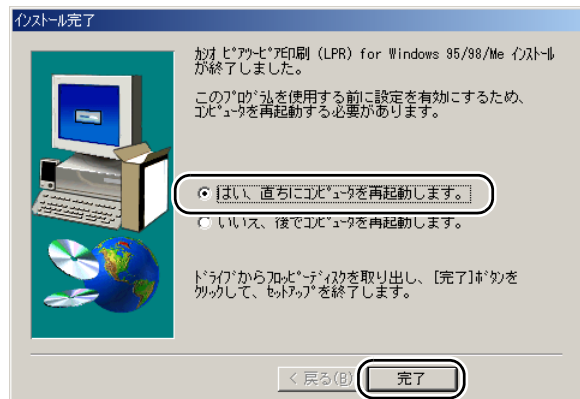 インストール完了
ｶｼｵ ﾋﾟｱﾂｰﾋﾟｱ印刷 (LPR) for Windows 95/98/Me ｲﾝｽﾄｰﾙ
が終了しました。
このﾌﾟﾛｸﾞﾗﾑを使用する前に設定を有効にするため、
ｺﾝﾋﾟｭｰﾀを再起動する必要があります。
はい、直ちにｺﾝﾋﾟｭｰﾀを再起動します。
いいえ、後でｺﾝﾋﾟｭｰﾀを再起動します。
ﾄﾞﾗｲﾌﾞからﾌﾛｯﾋﾟｰﾃﾞｨｽｸを取り出し、[完了]ﾎﾞﾀﾝを
ｸﾘｯｸして、ｾｯﾄｱｯﾌﾟを終了します。
< 戻る(B)
完了